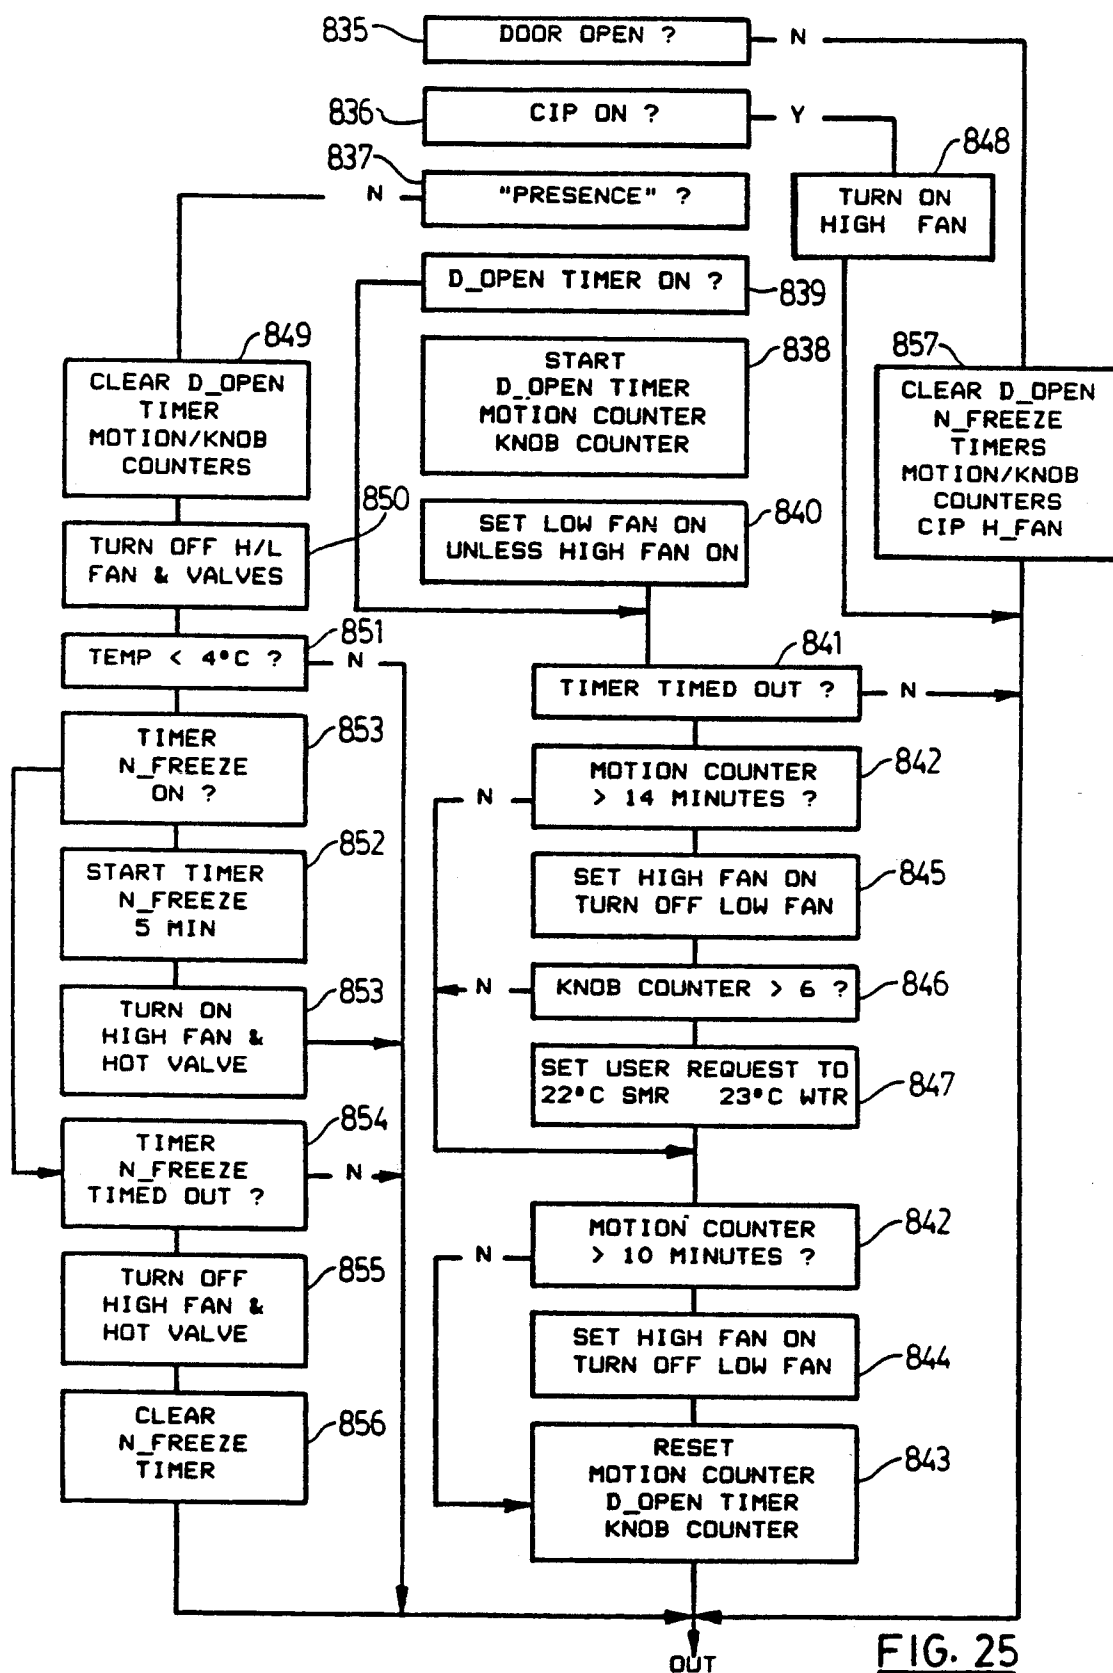 835
DOOR OPEN ?
N
836
CIP ON ?
Y
848
TURN ON
HIGH FAN
837
N
"PRESENCE" ?
D_OPEN TIMER ON ?
839
849
CLEAR D_OPEN
TIMER
MOTION/KNOB
COUNTERS
838
START
D_OPEN TIMER
MOTION COUNTER
KNOB COUNTER
857
CLEAR D_OPEN
N_FREEZE
TIMERS
MOTION/KNOB
COUNTERS
CIP H_FAN
850
TURN OFF H/L
FAN & VALVES
840
SET LOW FAN ON
UNLESS HIGH FAN ON
851
TEMP < 4°C ?
N
841
TIMER TIMED OUT ?
N
853
TIMER
N_FREEZE
ON ?
842
MOTION COUNTER
> 14 MINUTES ?
N
852
START TIMER
N_FREEZE
5 MIN
845
SET HIGH FAN ON
TURN OFF LOW FAN
853
TURN ON
HIGH FAN &
HOT VALVE
N
KNOB COUNTER > 6 ?
846
SET USER REQUEST TO
22°C SMR 23°C WTR
847
854
TIMER
N_FREEZE
TIMED OUT ?
N
842
MOTION COUNTER
> 10 MINUTES ?
N
855
TURN OFF
HIGH FAN &
HOT VALVE
SET HIGH FAN ON
TURN OFF LOW FAN
844
856
CLEAR
N_FREEZE
TIMER
843
RESET
MOTION COUNTER
D_OPEN TIMER
KNOB COUNTER
OUT
FIG. 25